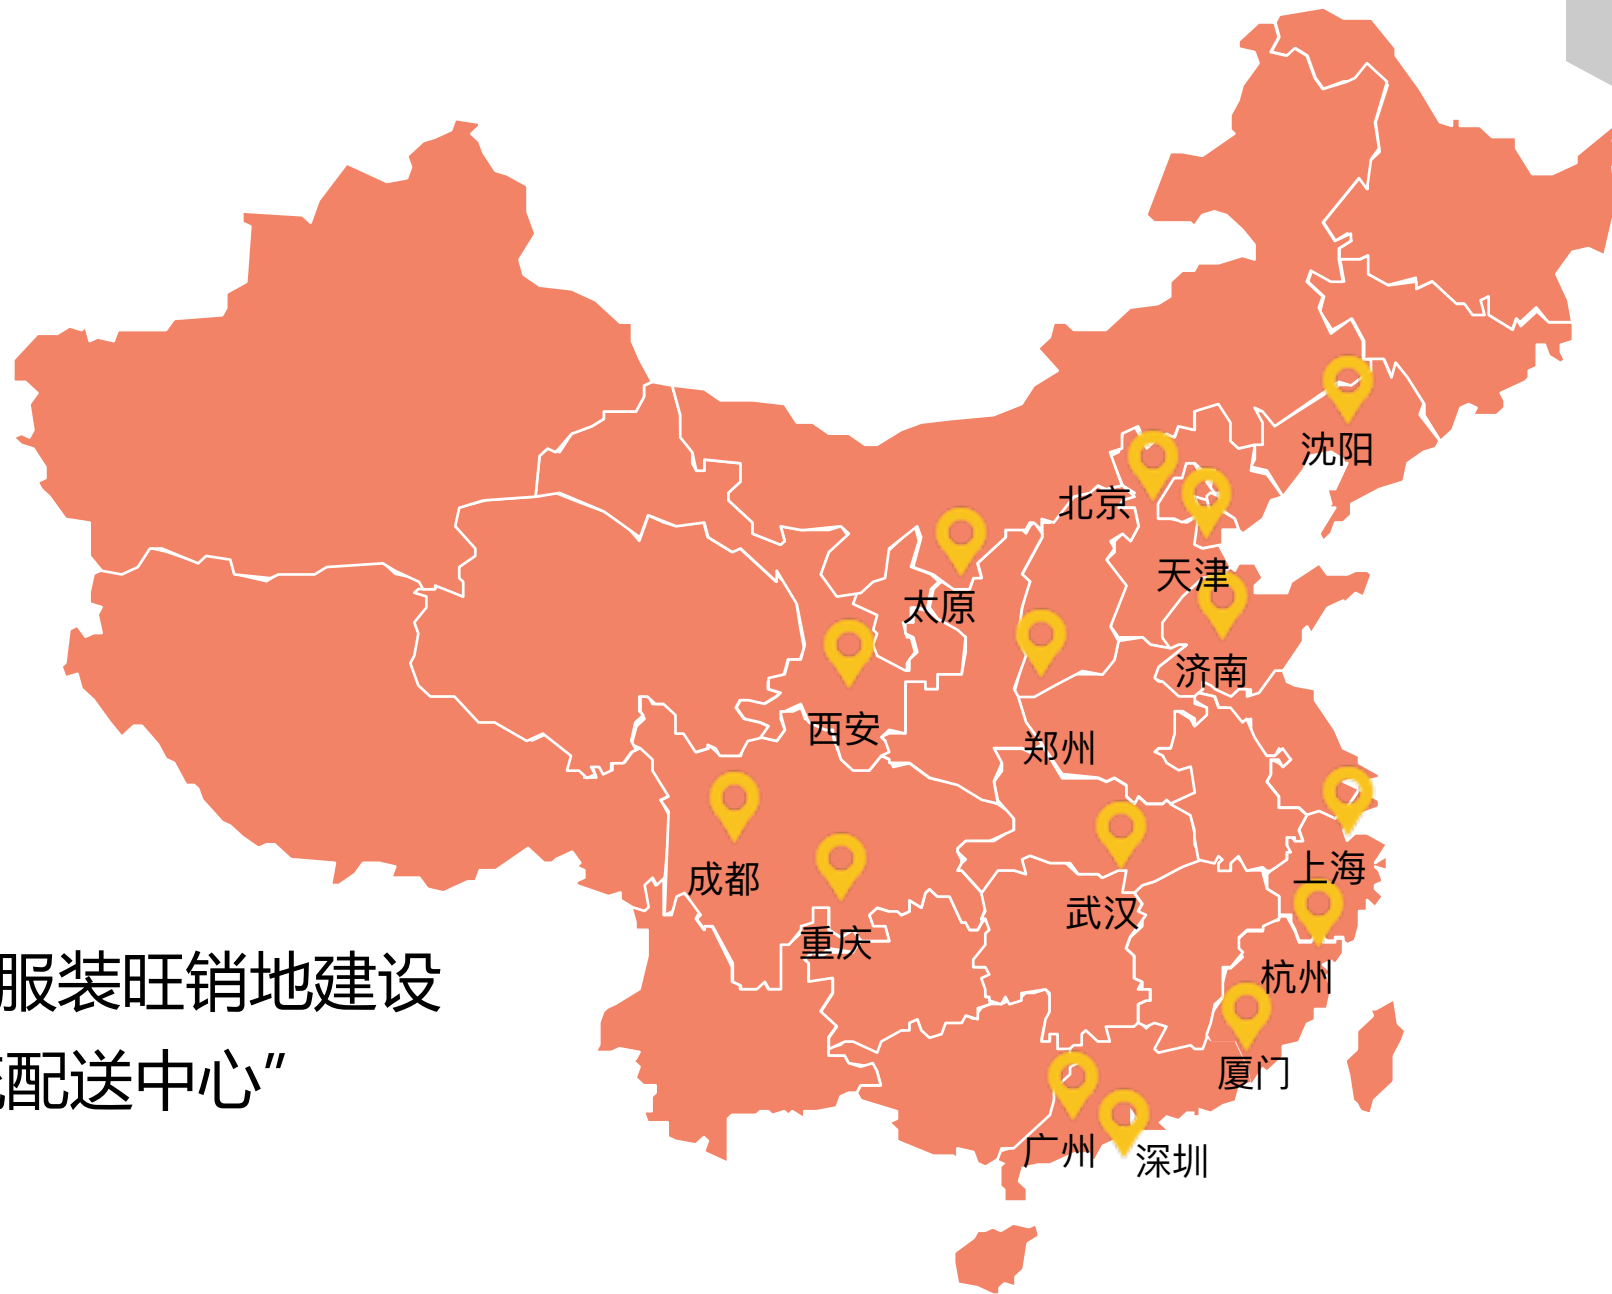 沈阳
北京
天津
太原
济南
西安
郑州
上海
成都
武汉
重庆
杭州
服装旺销地建设
配送中心”
厦门
广州
深圳